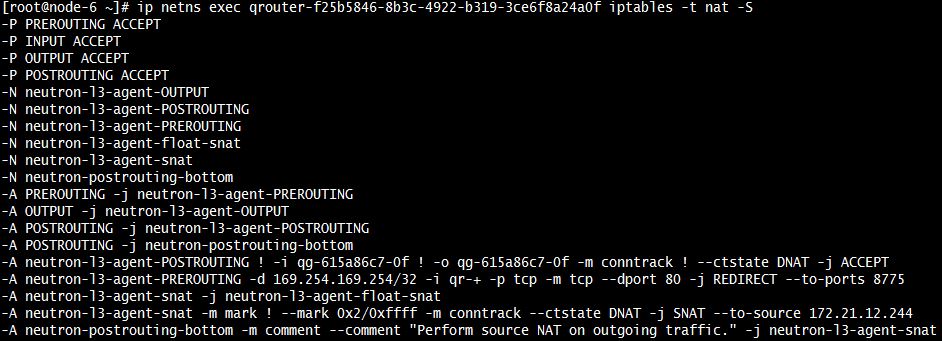 [root@node-6 ~]# ip netns exec qrouter-f25b5846-8b3c-4922-b319-3ce6f8a24a0f iptables -t nat -S
-P PREROUTING ACCEPT
-P INPUT ACCEPT
-P OUTPUT ACCEPT
-P POSTROUTING ACCEPT
-N neutron-l3-agent-OUTPUT
-N neutron-l3-agent-POSTROUTING
-N neutron-l3-agent-PREROUTING
-N neutron-l3-agent-float-snat
-N neutron-l3-agent-snat
-N neutron-postrouting-bottom
-A PREROUTING -j neutron-l3-agent-PREROUTING
-A OUTPUT -j neutron-l3-agent-OUTPUT
-A POSTROUTING -j neutron-l3-agent-POSTROUTING
-A POSTROUTING -j neutron-postrouting-bottom
-A neutron-l3-agent-POSTROUTING ! -i qg-615a86c7-0f ! -o qg-615a86c7-0f -m conntrack ! --ctstate DNAT -j ACCEPT
-A neutron-l3-agent-PREROUTING -d 169.254.169.254/32 -i qr-+ -p tcp -m tcp --dport 80 -j REDIRECT --to-ports 8775
-A neutron-l3-agent-snat -j neutron-l3-agent-float-snat
-A neutron-l3-agent-snat -m mark ! --mark 0x2/0xffff -m conntrack --ctstate DNAT -j SNAT --to-source 172.21.12.244
-A neutron-postrouting-bottom -m comment --comment "Perform source NAT on outgoing traffic." -j neutron-l3-agent-snat